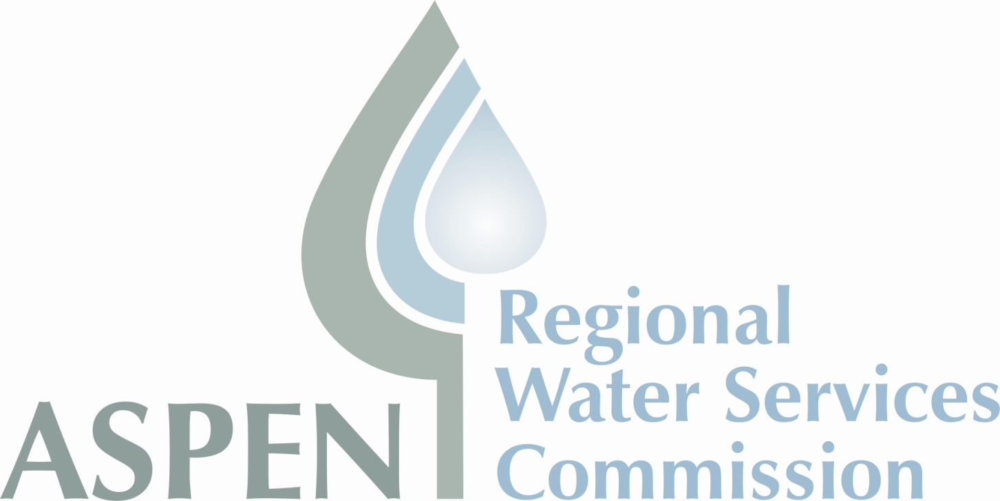 ASPEN
Regional
Water Services
Commission